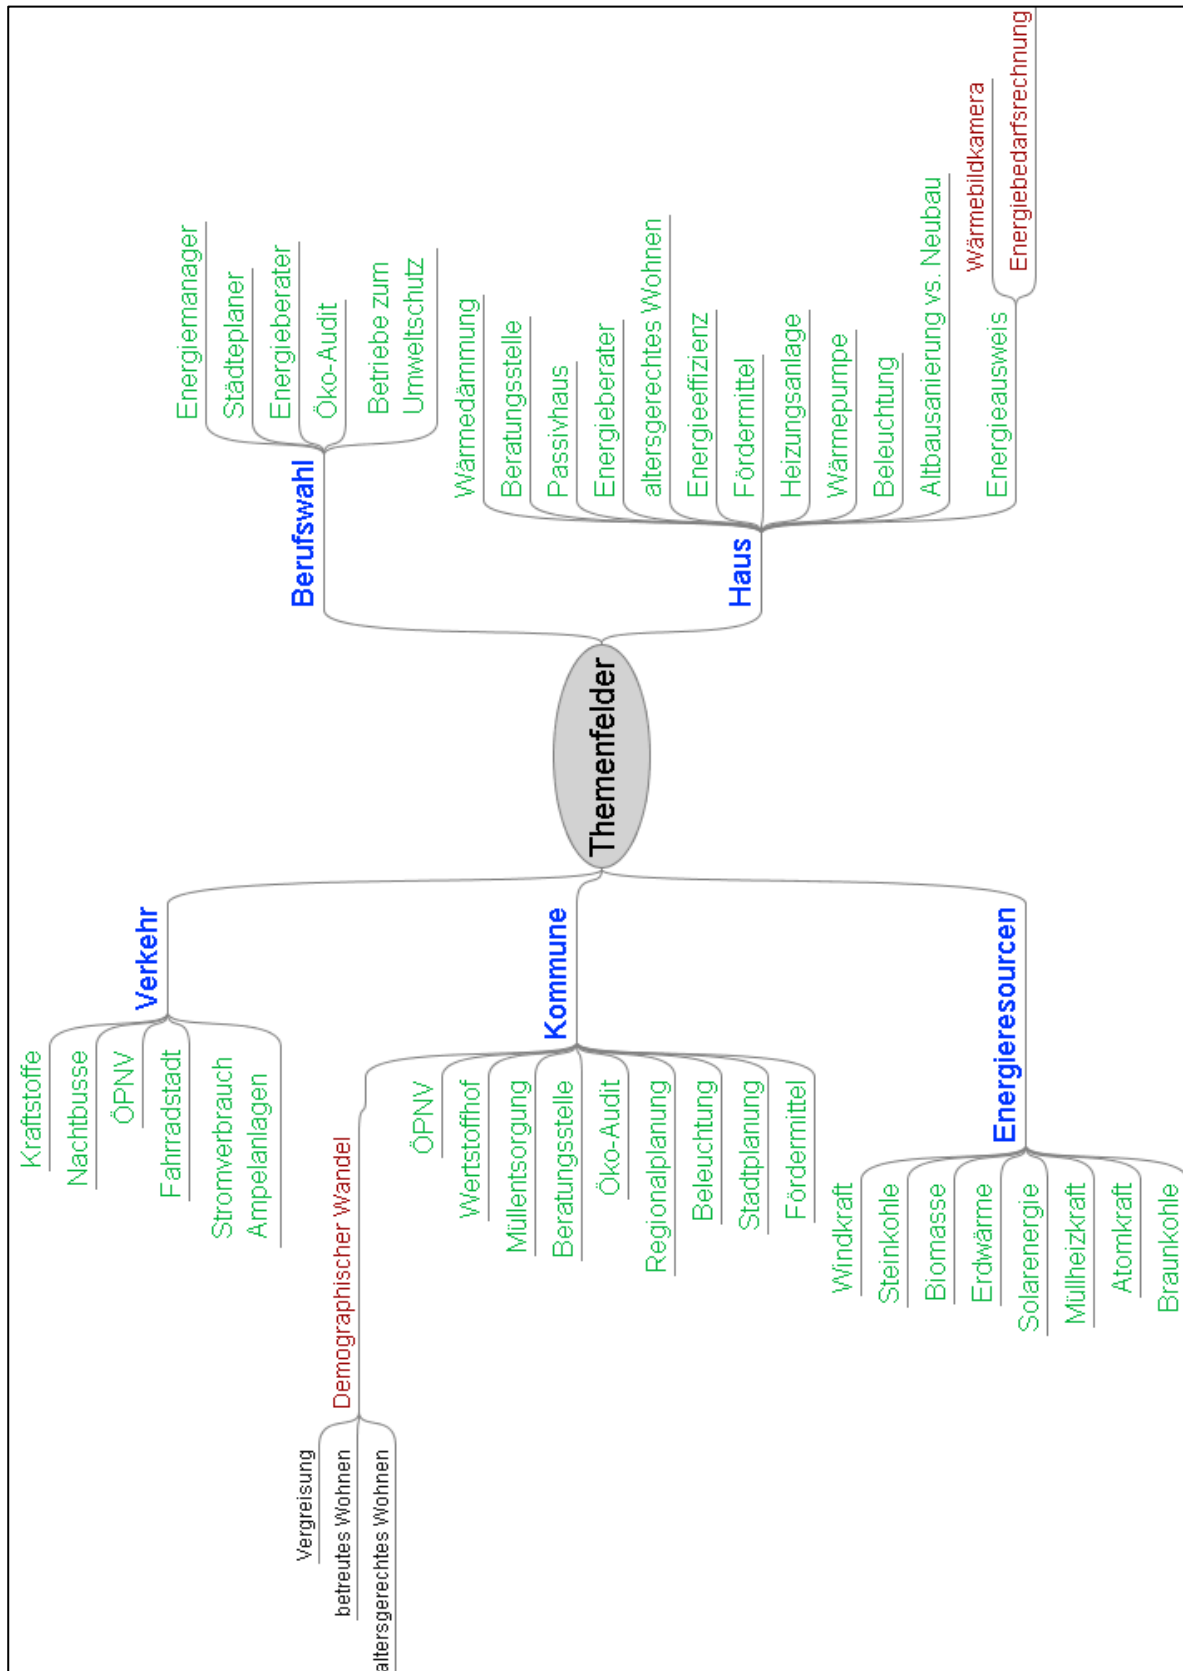 Themenfelder
Verkehr
Kraftstoffe
Nachtbusse
ÖPNV
Fahrradstadt
Stromverbrauch
Ampelanlagen
Kommune
Demographischer Wandel
Vergreisung
betreutes Wohnen
altersgerechtes Wohnen
ÖPNV
Wertstoffhof
Müllentsorgung
Beratungsstelle
Öko-Audit
Regionalplanung
Beleuchtung
Stadtplanung
Fördermittel
Energieresourcen
Windkraft
Steinkohle
Biomasse
Erdwärme
Solarenergie
Müllheizkraft
Atomkraft
Braunkohle
Berufswahl
Energiemanager
Städteplaner
Energieberater
Öko-Audit
Betriebe zum
Umweltschutz
Haus
Wärmedämmung
Beratungsstelle
Passivhaus
Energieberater
altersgerechtes Wohnen
Energieeffizienz
Fördermittel
Heizungsanlage
Wärmepumpe
Beleuchtung
Altbausanierung vs. Neubau
Energieausweis
Wärmebildkamera
Energiebedarfsrechnung